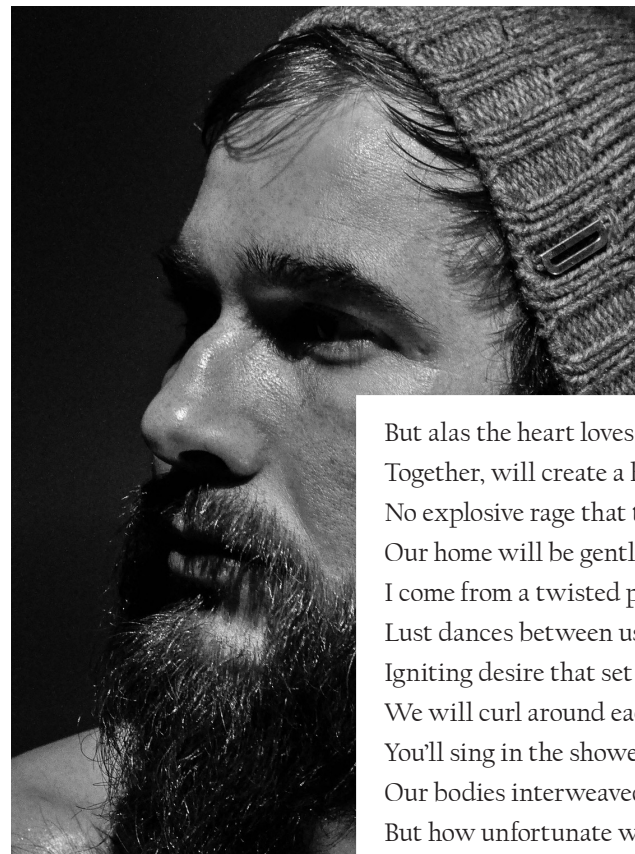 But alas the heart loves
Together, will create a
No explosive rage that
Our home will be
I come from a twisted
Lust dances between
Igniting desire that set
We will curl around
You'll sing in the
Our bodies
But how unfortunate